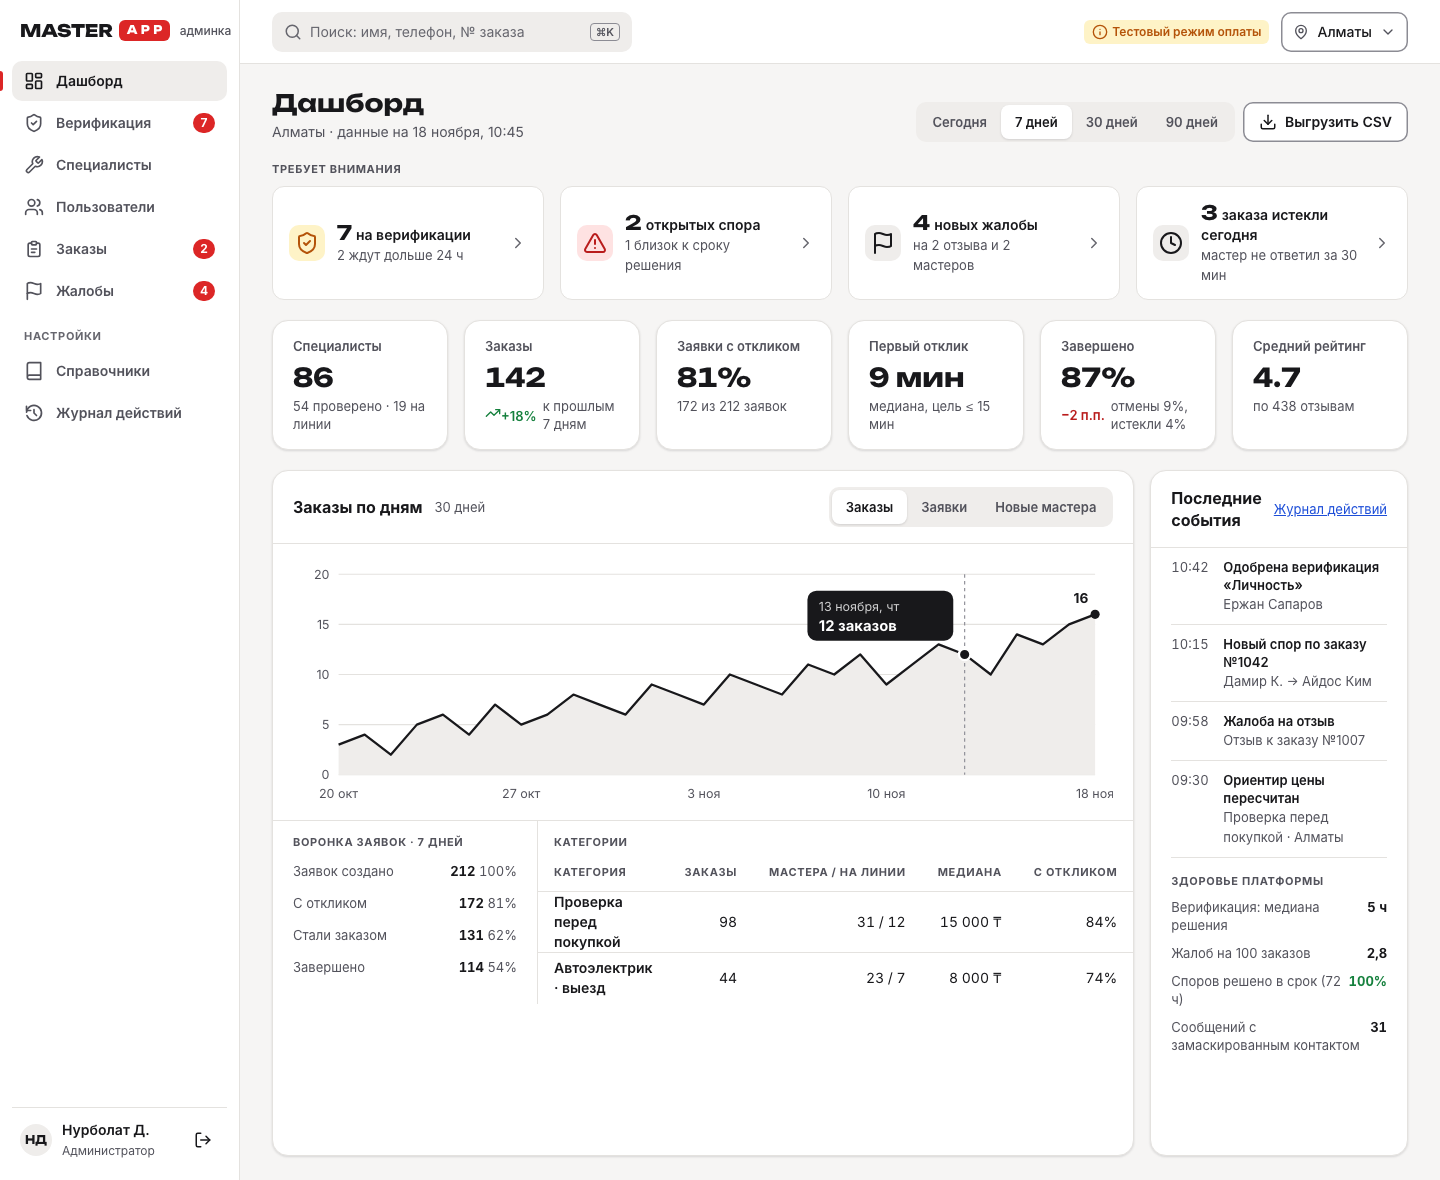 MASTER APP админка
Поиск: имя, телефон, № заказа ⌘K
Тестовый режим оплаты
Алматы
Дашборд
Верификация 7
Специалисты
Пользователи
Заказы 2
Жалобы 4
НАСТРОЙКИ
Справочники
Журнал действий
НД
Нурболат Д.
Администратор
Дашборд
Алматы · данные на 18 ноября, 10:45
Сегодня 7 дней 30 дней 90 дней
Выгрузить CSV
ТРЕБУЕТ ВНИМАНИЯ
7 на верификации
2 ждут дольше 24 ч
2 открытых спора
1 близок к сроку
решения
4 новых жалобы
на 2 отзыва и 2
мастеров
3 заказа истекли
сегодня
мастер не ответил за 30
мин
Специалисты
86
54 проверено · 19 на
линии
Заказы
142
+18% к прошлым
7 дням
Заявки с откликом
81%
172 из 212 заявок
Первый отклик
9 мин
медиана, цель ≤ 15
мин
Завершено
87%
−2 п.п. отмены 9%,
истекли 4%
Средний рейтинг
4.7
по 438 отзывам
Заказы по дням 30 дней
Заказы Заявки Новые мастера
20
15
10
5
0
13 ноября, чт
12 заказов
16
20 окт 27 окт 3 ноя 10 ноя 18 ноя
ВОРОНКА ЗАЯВОК · 7 ДНЕЙ
Заявок создано 212 100%
С откликом 172 81%
Стали заказом 131 62%
Завершено 114 54%
КАТЕГОРИИ
КАТЕГОРИЯ ЗАКАЗЫ МАСТЕРА / НА ЛИНИИ МЕДИАНА С ОТКЛИКОМ
Проверка
перед
покупкой
98 31 / 12 15 000 ₸ 84%
Автоэлектрик
· выезд
44 23 / 7 8 000 ₸ 74%
Последние
события
Журнал действий
10:42 Одобрена верификация
«Личность»
Ержан Сапаров
10:15 Новый спор по заказу
№1042
Дамир К. → Айдос Ким
09:58 Жалоба на отзыв
Отзыв к заказу №1007
09:30 Ориентир цены
пересчитан
Проверка перед
покупкой · Алматы
ЗДОРОВЬЕ ПЛАТФОРМЫ
Верификация: медиана
решения
5 ч
Жалоб на 100 заказов 2,8
Споров решено в срок (72
ч)
100%
Сообщений с
замаскированным контактом
31